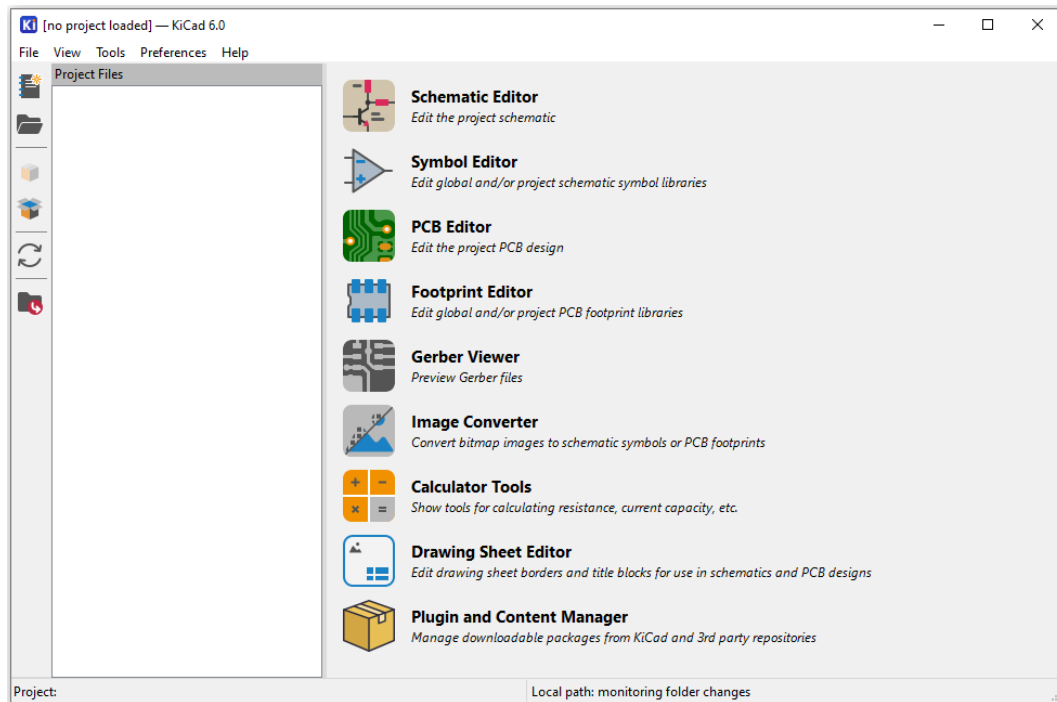 Ki [no project loaded] — KiCad 6.0
File View Tools Preferences Help
Project Files
Schematic Editor
Edit the project schematic
Symbol Editor
Edit global and/or project schematic symbol libraries
PCB Editor
Edit the project PCB design
Footprint Editor
Edit global and/or project PCB footprint libraries
Gerber Viewer
Preview Gerber files
Image Converter
Convert bitmap images to schematic symbols or PCB footprints
Calculator Tools
Show tools for calculating resistance, current capacity, etc.
Drawing Sheet Editor
Edit drawing sheet borders and title blocks for use in schematics and PCB designs
Plugin and Content Manager
Manage downloadable packages from KiCad and 3rd party repositories
Project:
Local path: monitoring folder changes